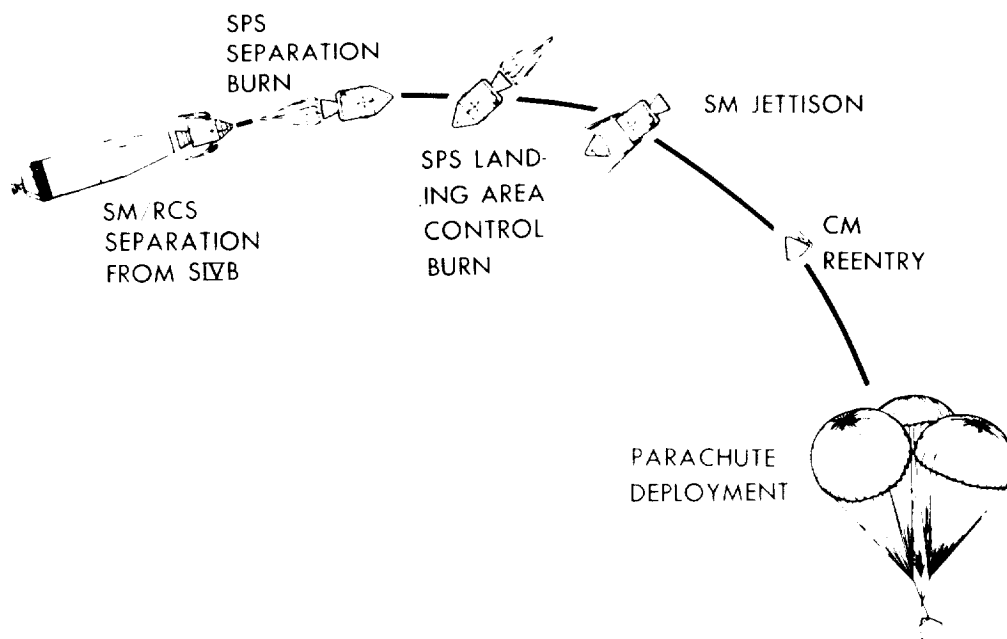 SPS
SEPARATION
BURN
SM/RCS
SEPARATION
FROM SIVB
SPS LAND-
ING AREA
CONTROL
BURN
SM JETTISON
CM
REENTRY
PARACHUTE
DEPLOYMENT